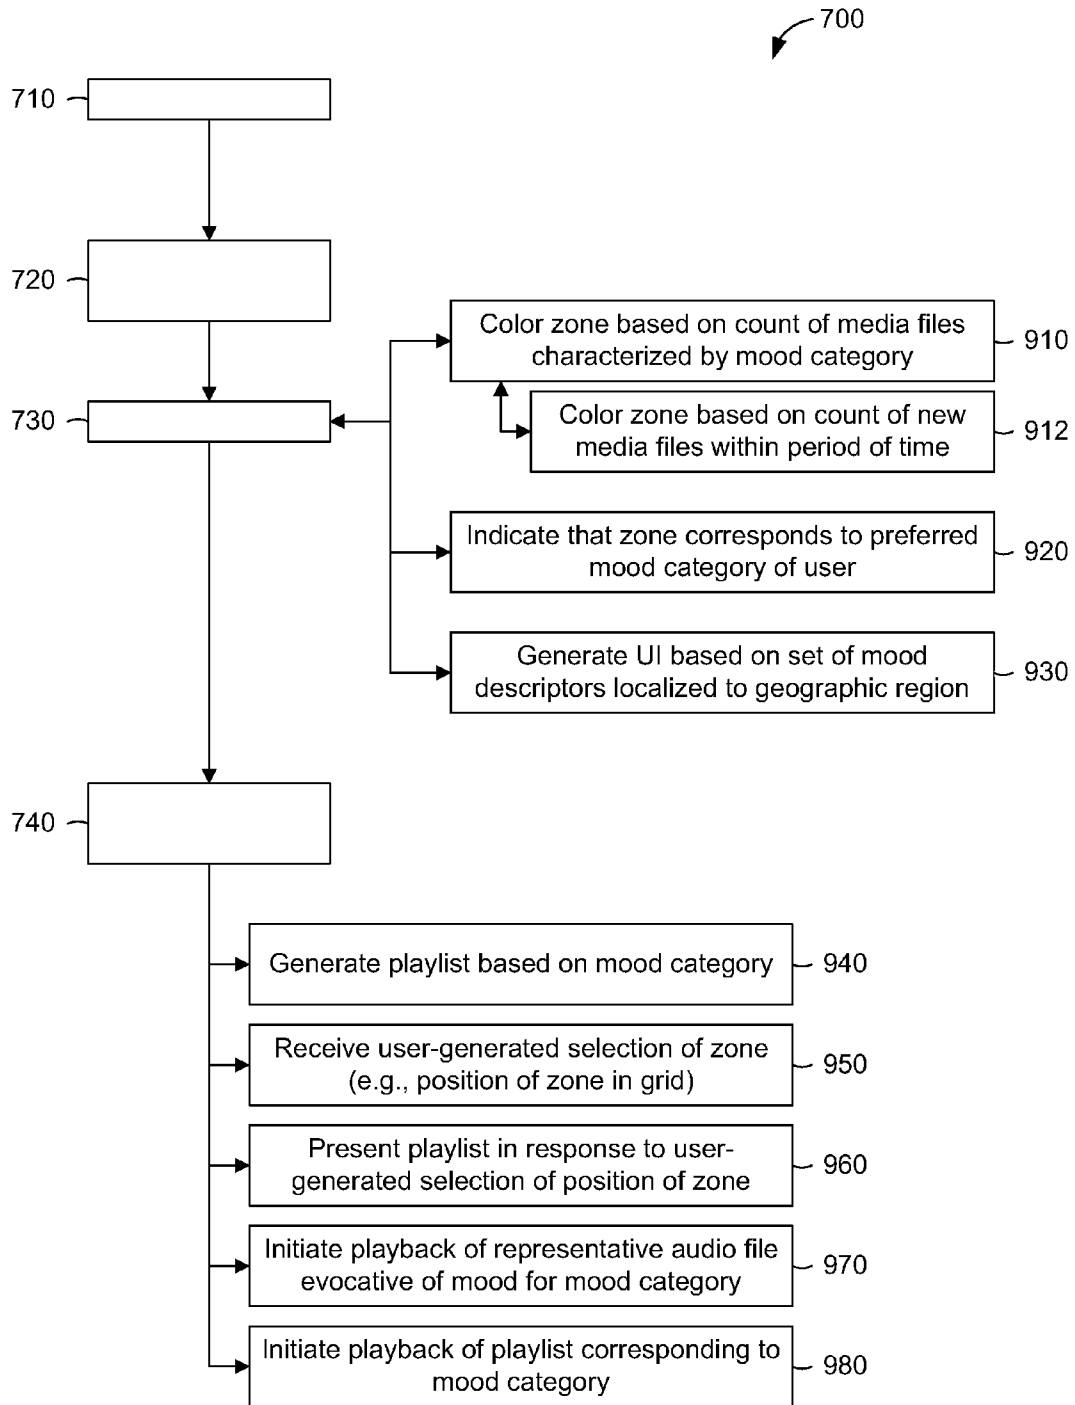 700
710
720
730
Color zone based on count of media files
characterized by mood category
910
Color zone based on count of new
media files within period of time
912
Indicate that zone corresponds to preferred
mood category of user
920
Generate UI based on set of mood
descriptors localized to geographic region
930
740
Generate playlist based on mood category
940
Receive user-generated selection of zone
(e.g., position of zone in grid)
950
Present playlist in response to user-
generated selection of position of zone
960
Initiate playback of representative audio file
evocative of mood for mood category
970
Initiate playback of playlist corresponding to
mood category
980